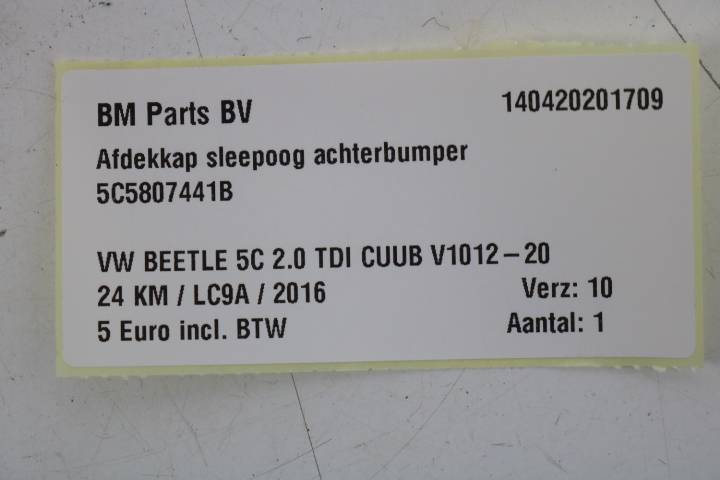 BM Parts BV 140420201709
Afdekkap sleepoog achterbumper
5C5807441B
VW BEETLE 5C 2.0 TDI CUUB V1012-20
24 KM / LC9A / 2016 Verz: 10
5 Euro incl. BTW Aantal: 1